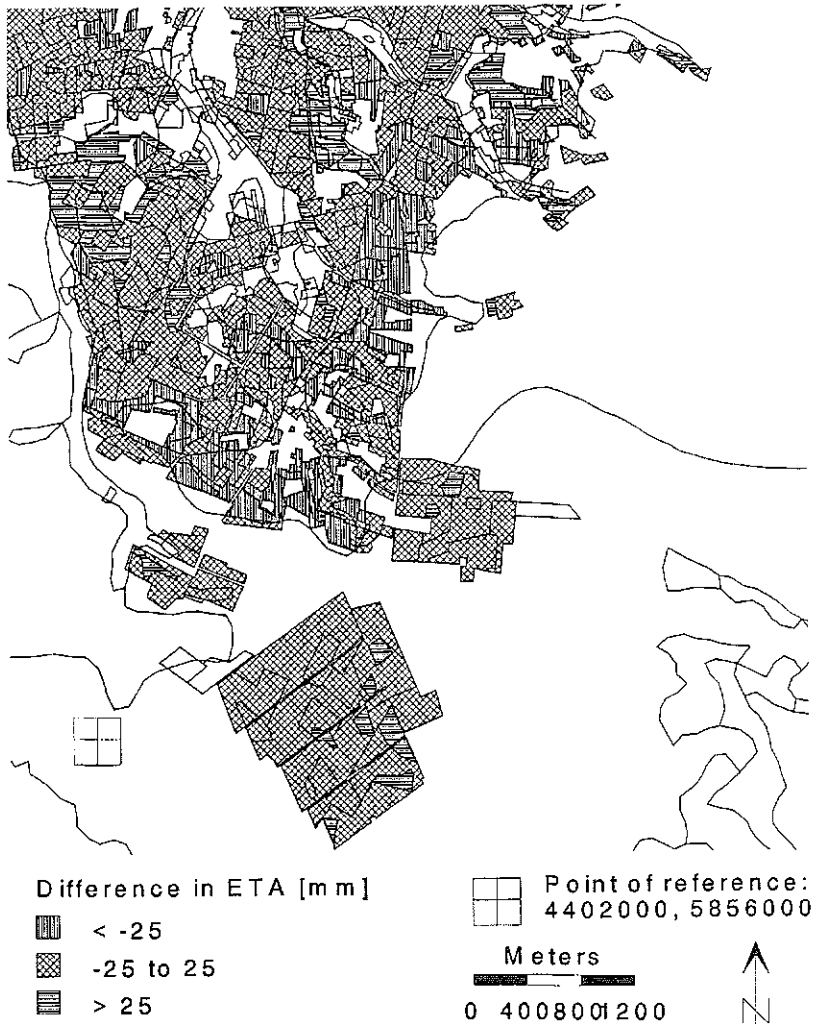 Difference in ETA [mm]
< -25
-25 to 25
> 25
Point of reference:
4402000, 5856000
Meters
0 400 800 1200
N